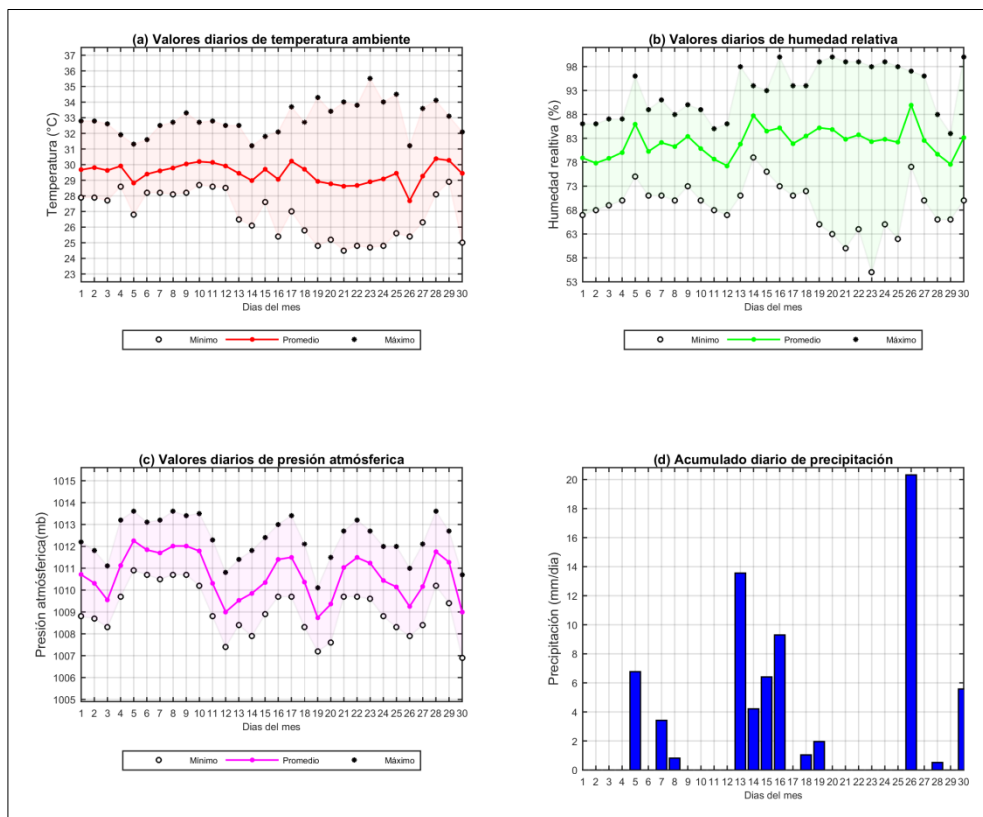 (a) Valores diarios de temperatura ambiente
37
36
35
34
33
32
31
30
29
28
27
26
25
24
23
Temperatura (°C)
1 2 3 4 5 6 7 8 9 10 11 12 13 14 15 16 17 18 19 20 21 22 23 24 25 26 27 28 29 30
Dias del mes
Mínimo Promedio Máximo
(b) Valores diarios de humedad relativa
98
93
88
83
78
73
68
63
58
53
Humedad realtiva (%)
1 2 3 4 5 6 7 8 9 10 11 12 13 14 15 16 17 18 19 20 21 22 23 24 25 26 27 28 29 30
Dias del mes
Mínimo Promedio Máximo
(c) Valores diarios de presión atmósferica
1015
1014
1013
1012
1011
1010
1009
1008
1007
1006
1005
Presión atmósferica(mb)
1 2 3 4 5 6 7 8 9 10 11 12 13 14 15 16 17 18 19 20 21 22 23 24 25 26 27 28 29 30
Dias del mes
Mínimo Promedio Máximo
(d) Acumulado diario de precipitación
20
18
16
14
12
10
8
6
4
2
0
Precipitación (mm/dia)
1 2 3 4 5 6 7 8 9 10 11 12 13 14 15 16 17 18 19 20 21 22 23 24 25 26 27 28 29 30
Dias del mes